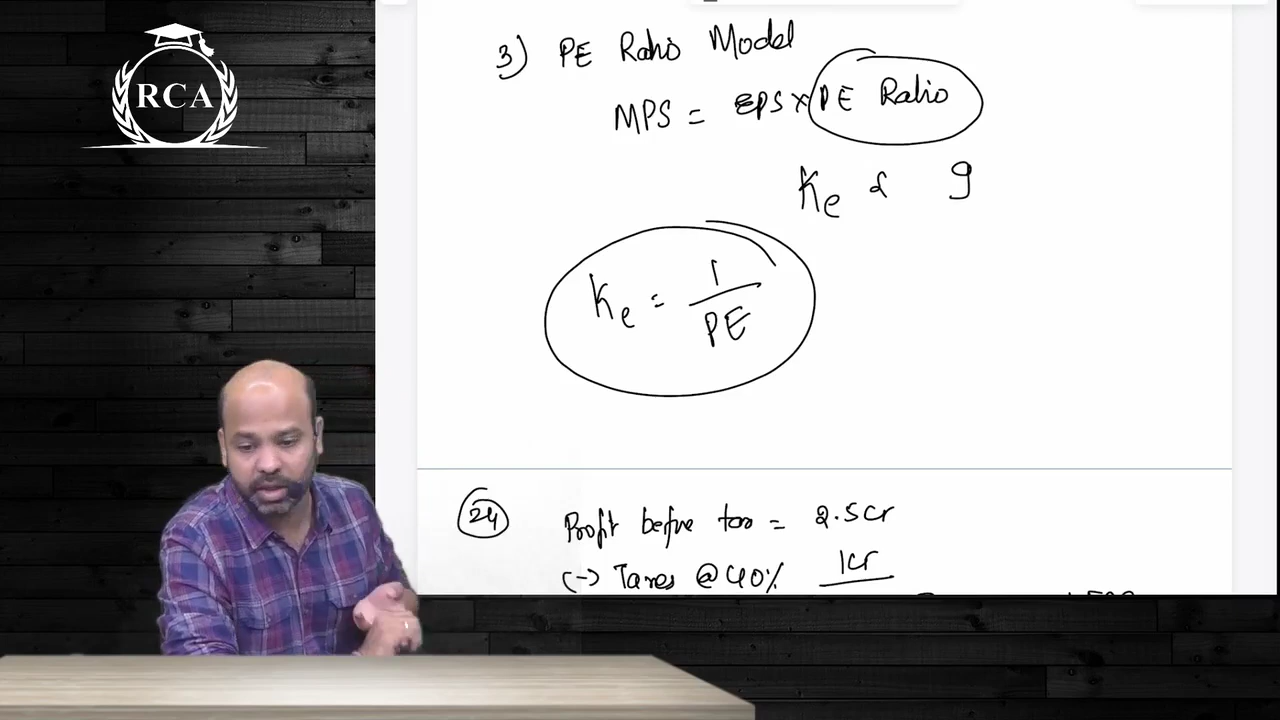 RCA
3) PE Ratio Model
MPS = EPS x PE Ratio
Ke & g
Ke = 1/PE
24 Profit before tax = 2.5cr
(-) Taxes @40% 1cr